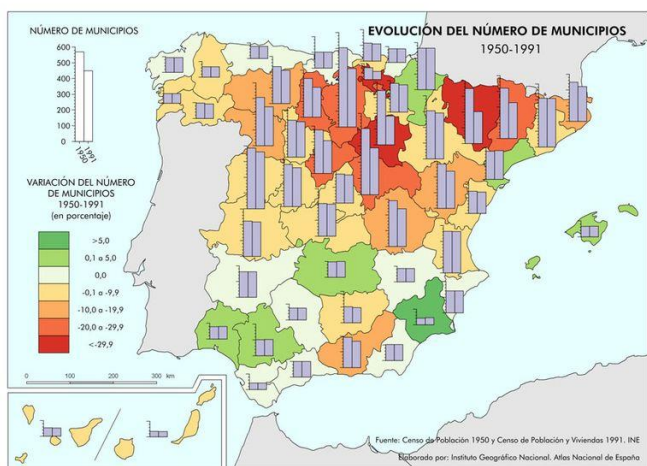 EVOLUCIÓN DEL NÚMERO DE MUNICIPIOS
1950-1991
NÚMERO DE MUNICIPIOS
600
500
400
300
200
100
0
1950
1991
VARIACIÓN DEL NÚMERO
DE MUNICIPIOS
1950-1991
(en porcentaje)
>5,0
0,1 a 5,0
0,0
-0,1 a -9,9
-10,0 a -19,9
-20,0 a -29,9
<-29,9
0 100 200 300 km
Fuente: Censo de Población 1950 y Censo de Población y Viviendas 1991. INE
Elaborado por: Instituto Geográfico Nacional. Atlas Nacional de España